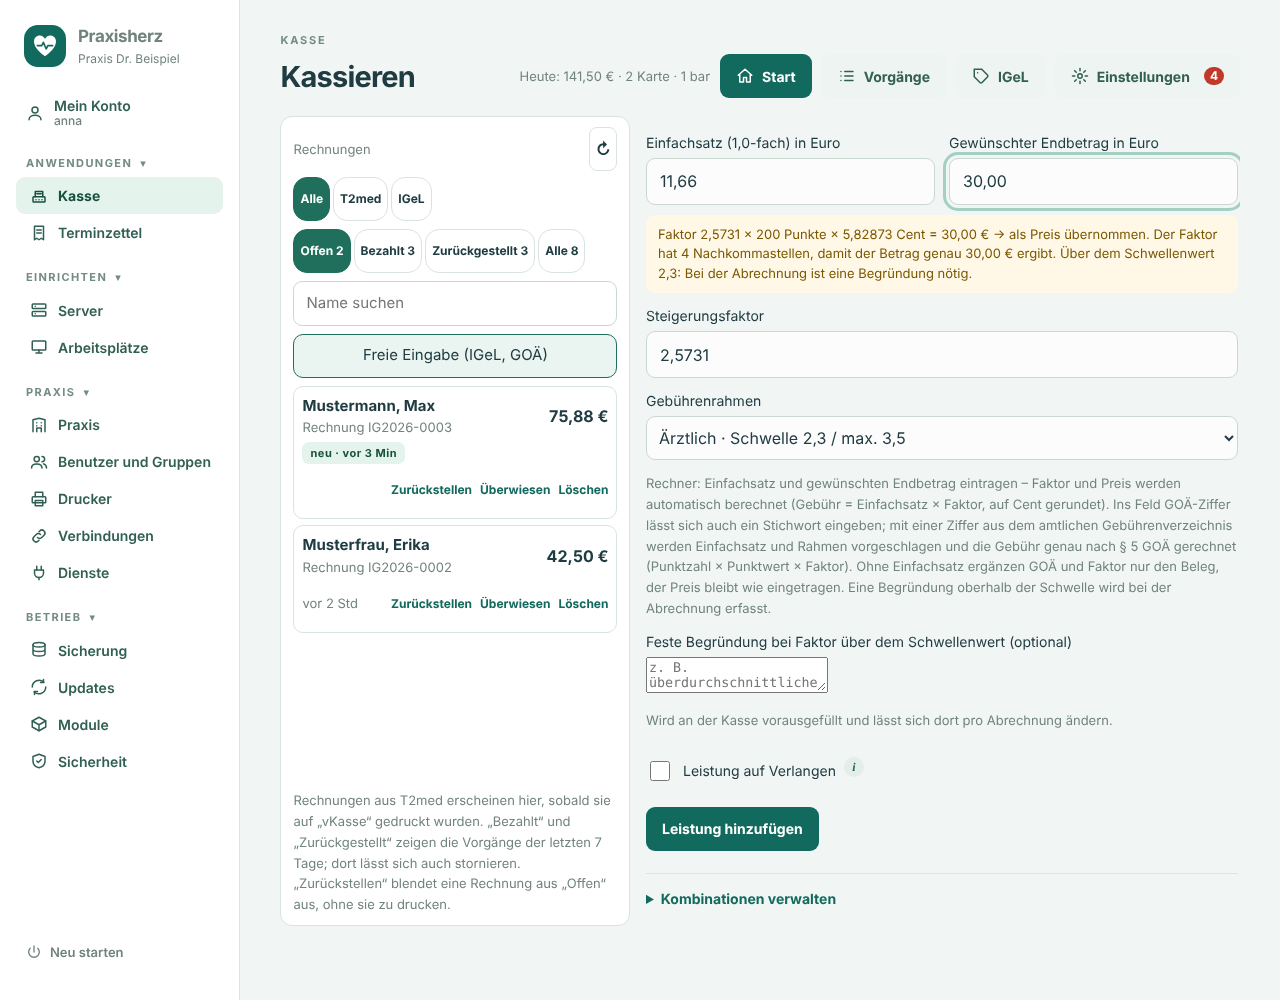 Praxisherz
Praxis Dr. Beispiel
Mein Konto
anna
ANWENDUNGEN ▾
Kasse
Terminzettel
EINRICHTEN ▾
Server
Arbeitsplätze
PRAXIS ▾
Praxis
Benutzer und Gruppen
Drucker
Verbindungen
Dienste
BETRIEB ▾
Sicherung
Updates
Module
Sicherheit
Neu starten
KASSE
Kassieren
Heute: 141,50 € · 2 Karte · 1 bar
Start
Vorgänge
IGeL
Einstellungen 4
Rechnungen
Alle T2med IGeL
Offen 2 Bezahlt 3 Zurückgestellt 3 Alle 8
Name suchen
Freie Eingabe (IGeL, GOÄ)
Mustermann, Max
75,88 €
Rechnung IG2026-0003
neu · vor 3 Min
Zurückstellen Überwiesen Löschen
Musterfrau, Erika
42,50 €
Rechnung IG2026-0002
vor 2 Std Zurückstellen Überwiesen Löschen
Rechnungen aus T2med erscheinen hier, sobald sie
auf „vKasse“ gedruckt wurden. „Bezahlt“ und
„Zurückgestellt“ zeigen die Vorgänge der letzten 7
Tage; dort lässt sich auch stornieren.
„Zurückstellen“ blendet eine Rechnung aus „Offen“
aus, ohne sie zu drucken.
Einfachsatz (1,0-fach) in Euro
11,66
Gewünschter Endbetrag in Euro
30,00
Faktor 2,5731 × 200 Punkte × 5,82873 Cent = 30,00 € → als Preis übernommen. Der Faktor
hat 4 Nachkommastellen, damit der Betrag genau 30,00 € ergibt. Über dem Schwellenwert
2,3: Bei der Abrechnung ist eine Begründung nötig.
Steigerungsfaktor
2,5731
Gebührenrahmen
Ärztlich · Schwelle 2,3 / max. 3,5
Rechner: Einfachsatz und gewünschten Endbetrag eintragen – Faktor und Preis werden
automatisch berechnet (Gebühr = Einfachsatz × Faktor, auf Cent gerundet). Ins Feld GOÄ-Ziffer
lässt sich auch ein Stichwort eingeben; mit einer Ziffer aus dem amtlichen Gebührenverzeichnis
werden Einfachsatz und Rahmen vorgeschlagen und die Gebühr genau nach § 5 GOÄ gerechnet
(Punktzahl × Punktwert × Faktor). Ohne Einfachsatz ergänzen GOÄ und Faktor nur den Beleg,
der Preis bleibt wie eingetragen. Eine Begründung oberhalb der Schwelle wird bei der
Abrechnung erfasst.
Feste Begründung bei Faktor über dem Schwellenwert (optional)
z. B.
überdurchschnittliche
Wird an der Kasse vorausgefüllt und lässt sich dort pro Abrechnung ändern.
Leistung auf Verlangen i
Leistung hinzufügen
▶ Kombinationen verwalten